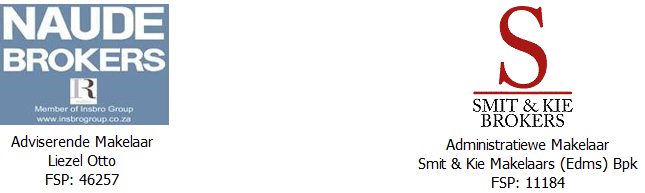 NAUDE
BROKERS
R
Member of Insbro Group
www.insbrogroup.co.za
Adviserende Makelaar
Liezel Otto
FSP: 46257
S
SMIT & KIE
BROKERS
Administratiewe Makelaar
Smit & Kie Makelaars (Edms) Bpk
FSP: 11184